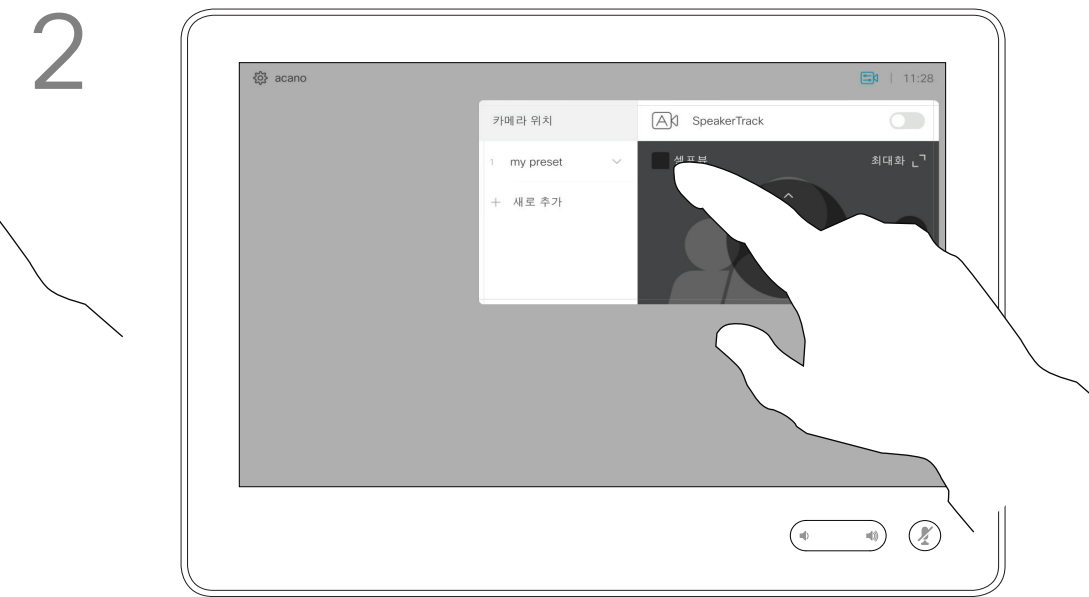 2
acano
11:28
카메라 위치
SpeakerTrack
1 my preset
셀프뷰
최대화
+ 새로 추가